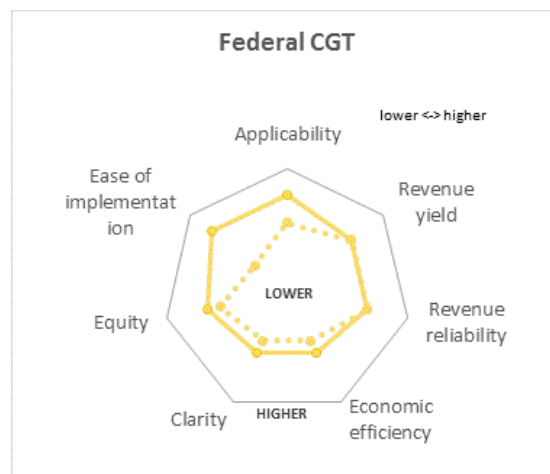 Federal CGT
lower <-> higher
Applicability
Ease of
implementat
ion
Revenue
yield
LOWER
Equity
Revenue
reliability
Clarity
HIGHER
Economic
efficiency